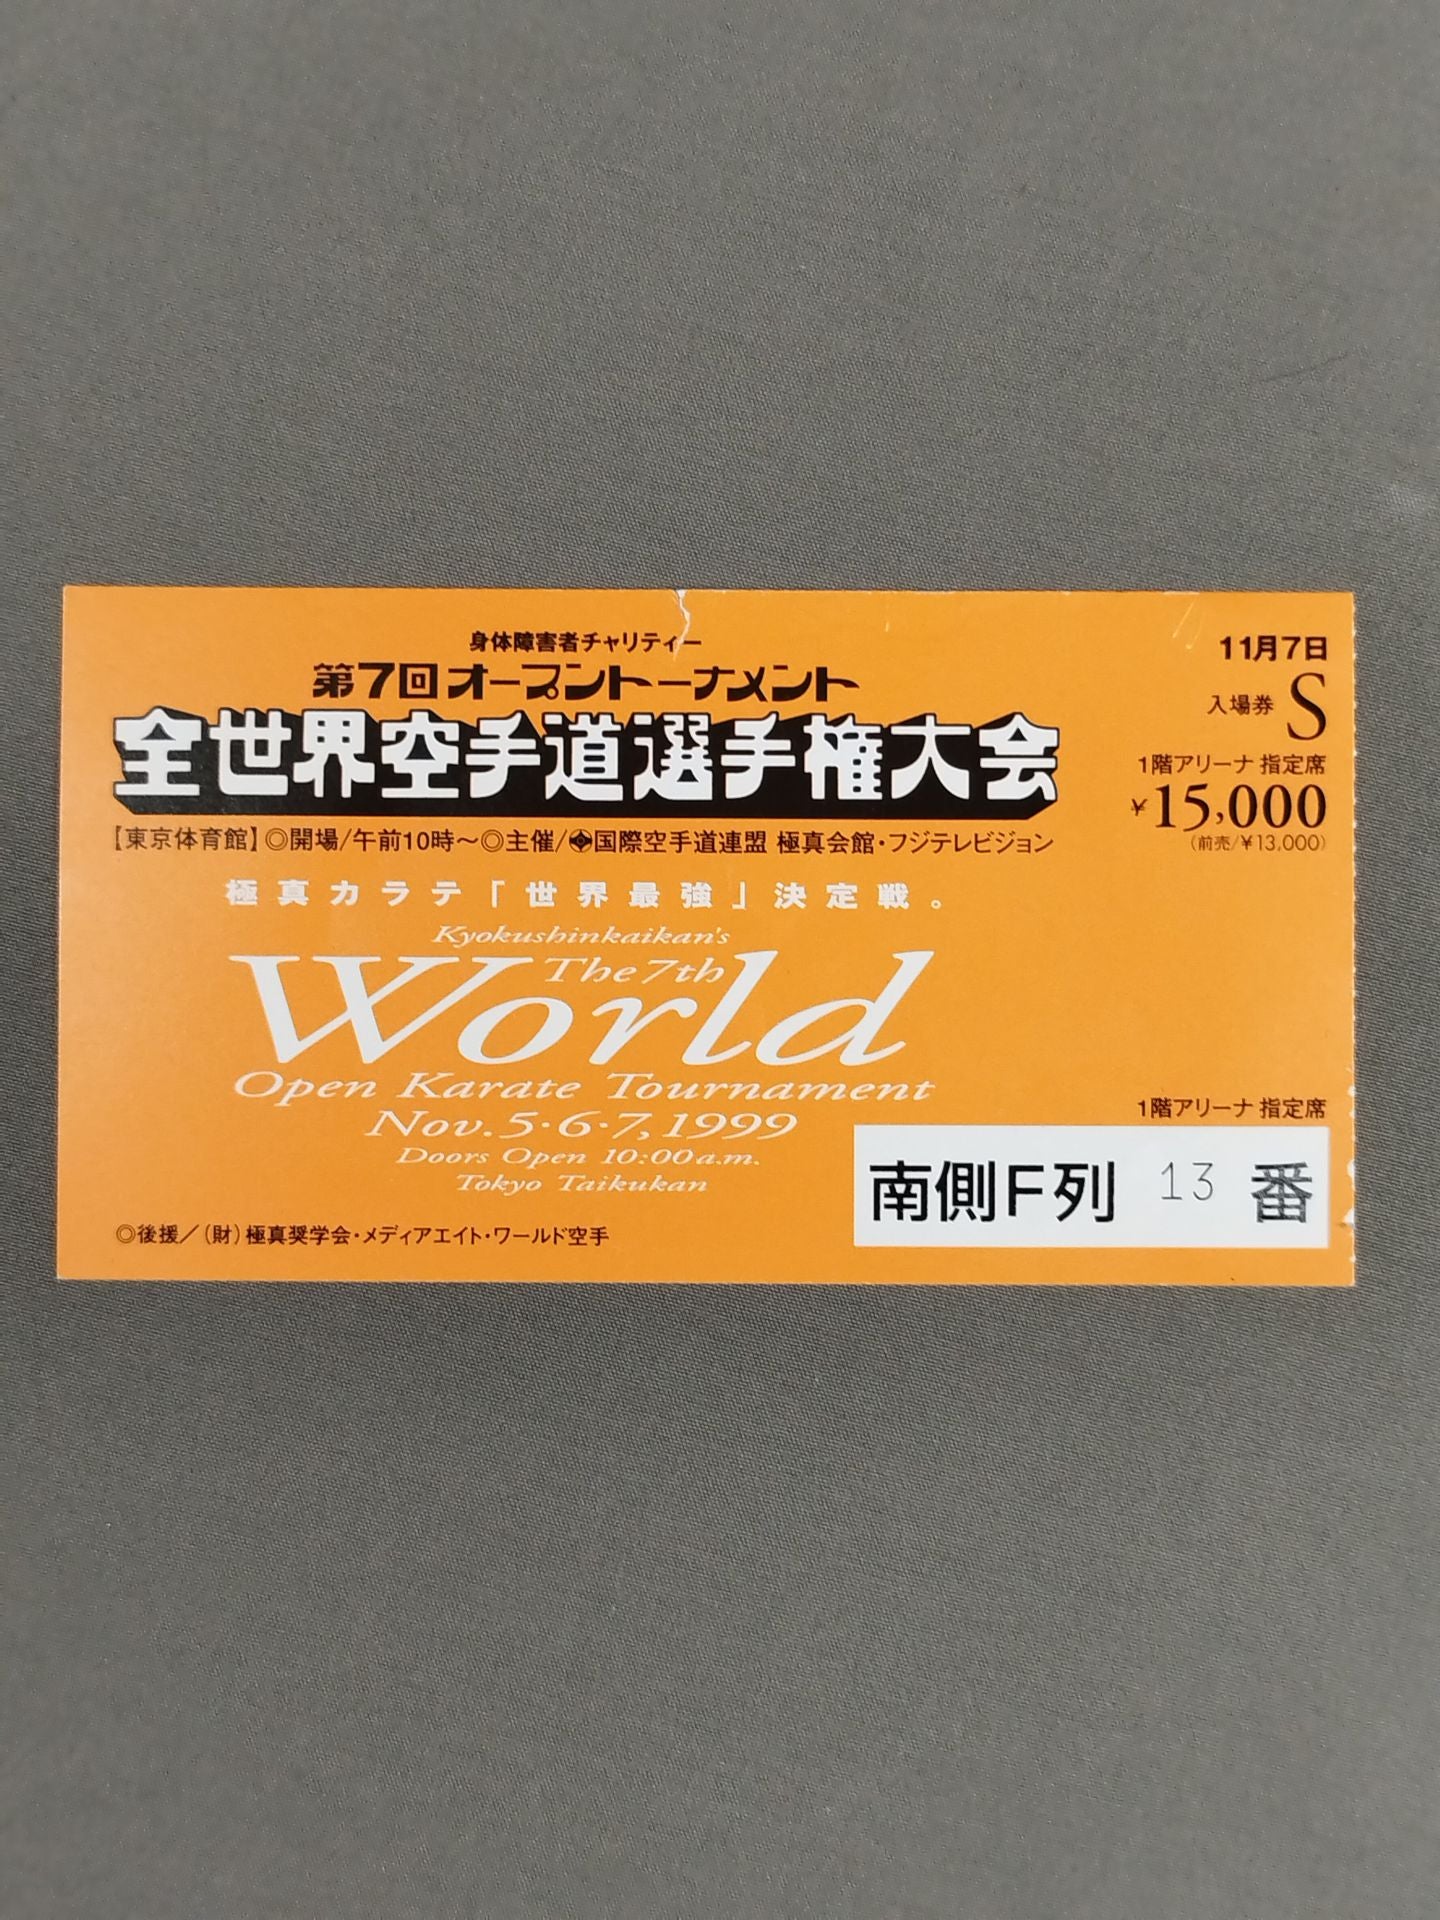 身体障害者チャリティー
第7回オープントーナメント
全世界空手道選手権大会
【東京体育館】◎開場/午前10時～◎主催/国際空手道連盟 極真会館・フジテレビジョン
極真カラテ「世界最強」決定戦。
Kyokushinkaikan's
The 7th
World
Open Karate Tournament
Nov. 5・6・7, 1999
Doors Open 10:00 a.m.
Tokyo Taikukan
◎後援／(財)極真奨学会・メディアエイト・ワールド空手
11月7日
入場券 S
1階アリーナ 指定席
¥15,000
(前売/¥13,000)
1階アリーナ 指定席
南側F列 13 番